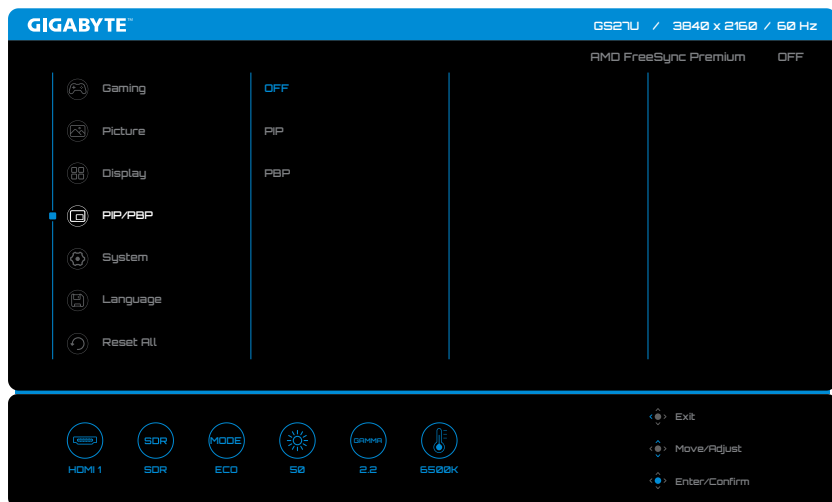 GIGABYTE™
GS27U / 3840 x 2160 / 60 Hz
AMD FreeSync Premium OFF
Gaming
Picture
Display
PIP/PBP
System
Language
Reset All
OFF
PIP
PBP
HDMI 1
SDR
SDR
MODE
ECO
50
GAMMA
2.2
6500K
Exit
Move/Adjust
Enter/Confirm